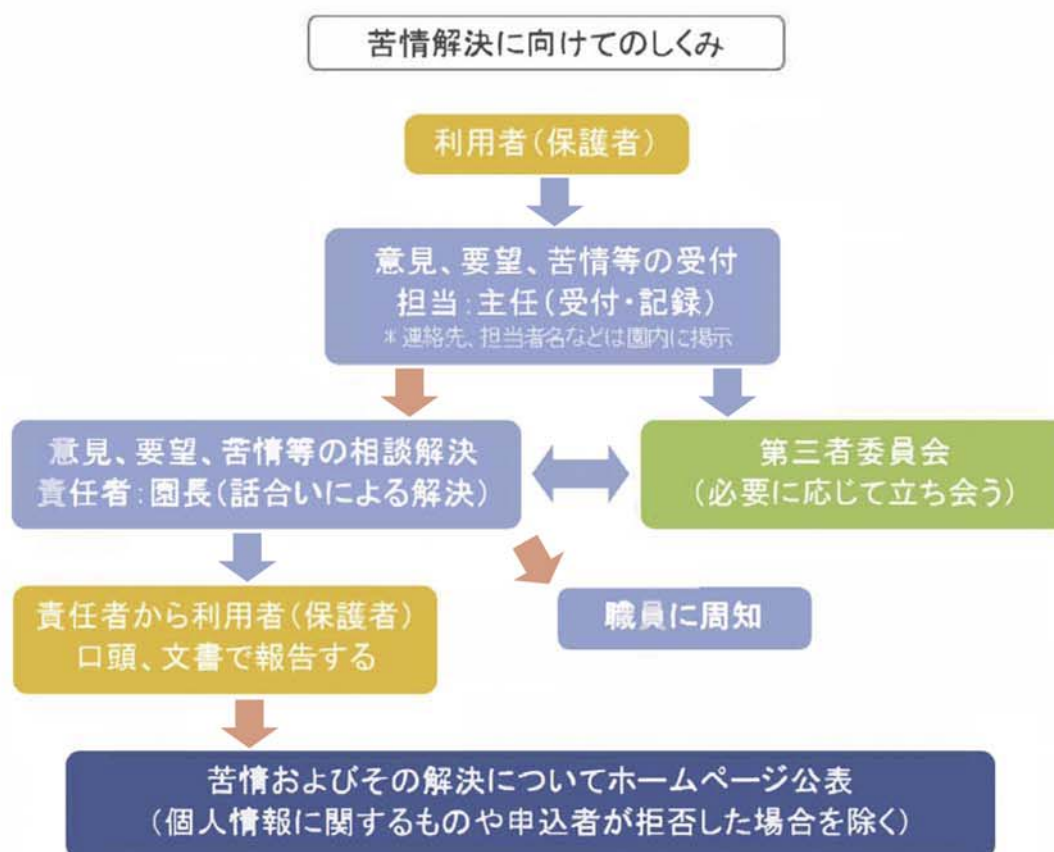 苦情解決に向けてのしくみ
利用者(保護者)
意見、要望、苦情等の受付
担当:主任(受付・記録)
*連絡先、担当者名などは園内に掲示
意見、要望、苦情等の相談解決
責任者:園長(話合いによる解決)
第三者委員会
(必要に応じて立ち会う)
責任者から利用者(保護者)
口頭、文書で報告する
職員に周知
苦情およびその解決についてホームページ公表
(個人情報に関するものや申込者が拒否した場合を除く)